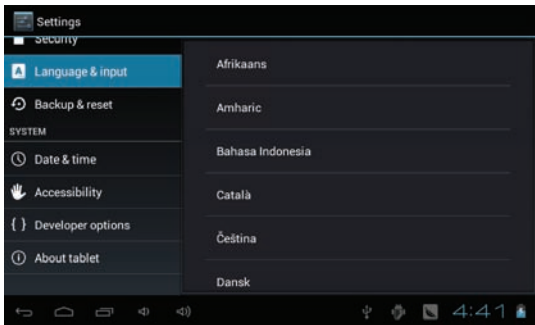 Settings
Security
Language & input
Backup & reset
SYSTEM
Date & time
Accessibility
{ } Developer options
About tablet
Afrikaans
Amharic
Bahasa Indonesia
Català
Čeština
Dansk
4:41